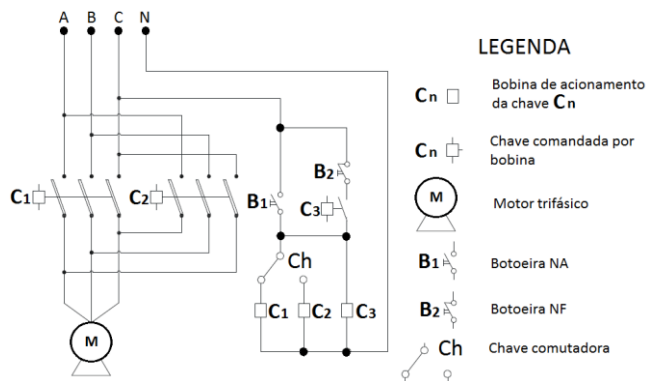 A B C N
C1
C2
B1
B2
C3
Ch
C1
C2
C3
M
LEGENDA
Cn
Bobina de acionamento
da chave Cn
Cn
Chave comandada por
bobina
M
Motor trifásico
B1
Botoeira NA
B2
Botoeira NF
Ch
Chave comutadora